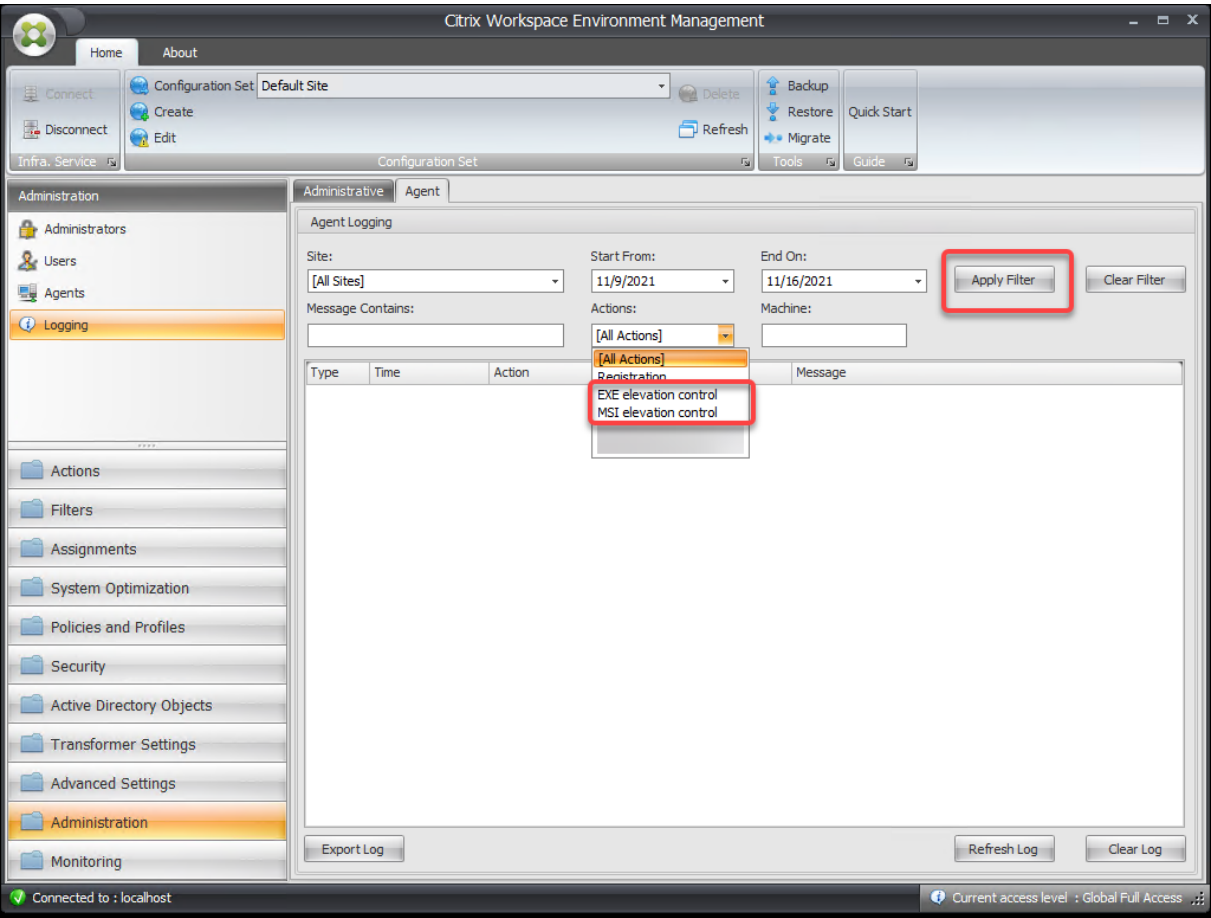 Citrix Workspace Environment Management
Home About
Connect
Disconnect
Infra. Service
Configuration Set Default Site
Create
Edit
Delete
Refresh
Configuration Set
Backup
Restore
Migrate
Tools
Quick Start
Guide
Administration
Administrators
Users
Agents
Logging
Actions
Filters
Assignments
System Optimization
Policies and Profiles
Security
Active Directory Objects
Transformer Settings
Advanced Settings
Administration
Monitoring
Administrative Agent
Agent Logging
Site: Start From: End On:
[All Sites] 11/9/2021 11/16/2021 Apply Filter Clear Filter
Message Contains: Actions: Machine:
[All Actions]
[All Actions]
Registration
EXE elevation control
MSI elevation control
Type Time Action Message
Export Log Refresh Log Clear Log
Connected to : localhost Current access level : Global Full Access